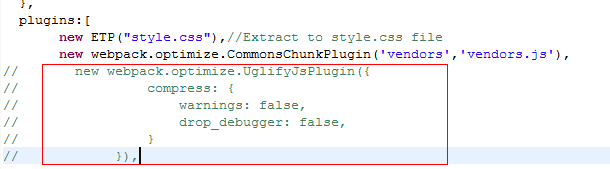 },
plugins:[
new ETP("style.css"),//Extract to style.css file
new webpack.optimize.CommonsChunkPlugin('vendors','vendors.js'),
// new webpack.optimize.UglifyJsPlugin({
// compress: {
// warnings: false,
// drop_debugger: false,
// }
// }),